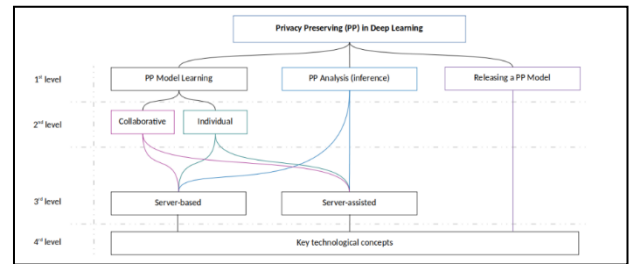 Privacy Preserving (PP) in Deep Learning
1st level
PP Model Learning
PP Analysis (inference)
Releasing a PP Model
2nd level
Collaborative
Individual
3rd level
Server-based
Server-assisted
4rd level
Key technological concepts